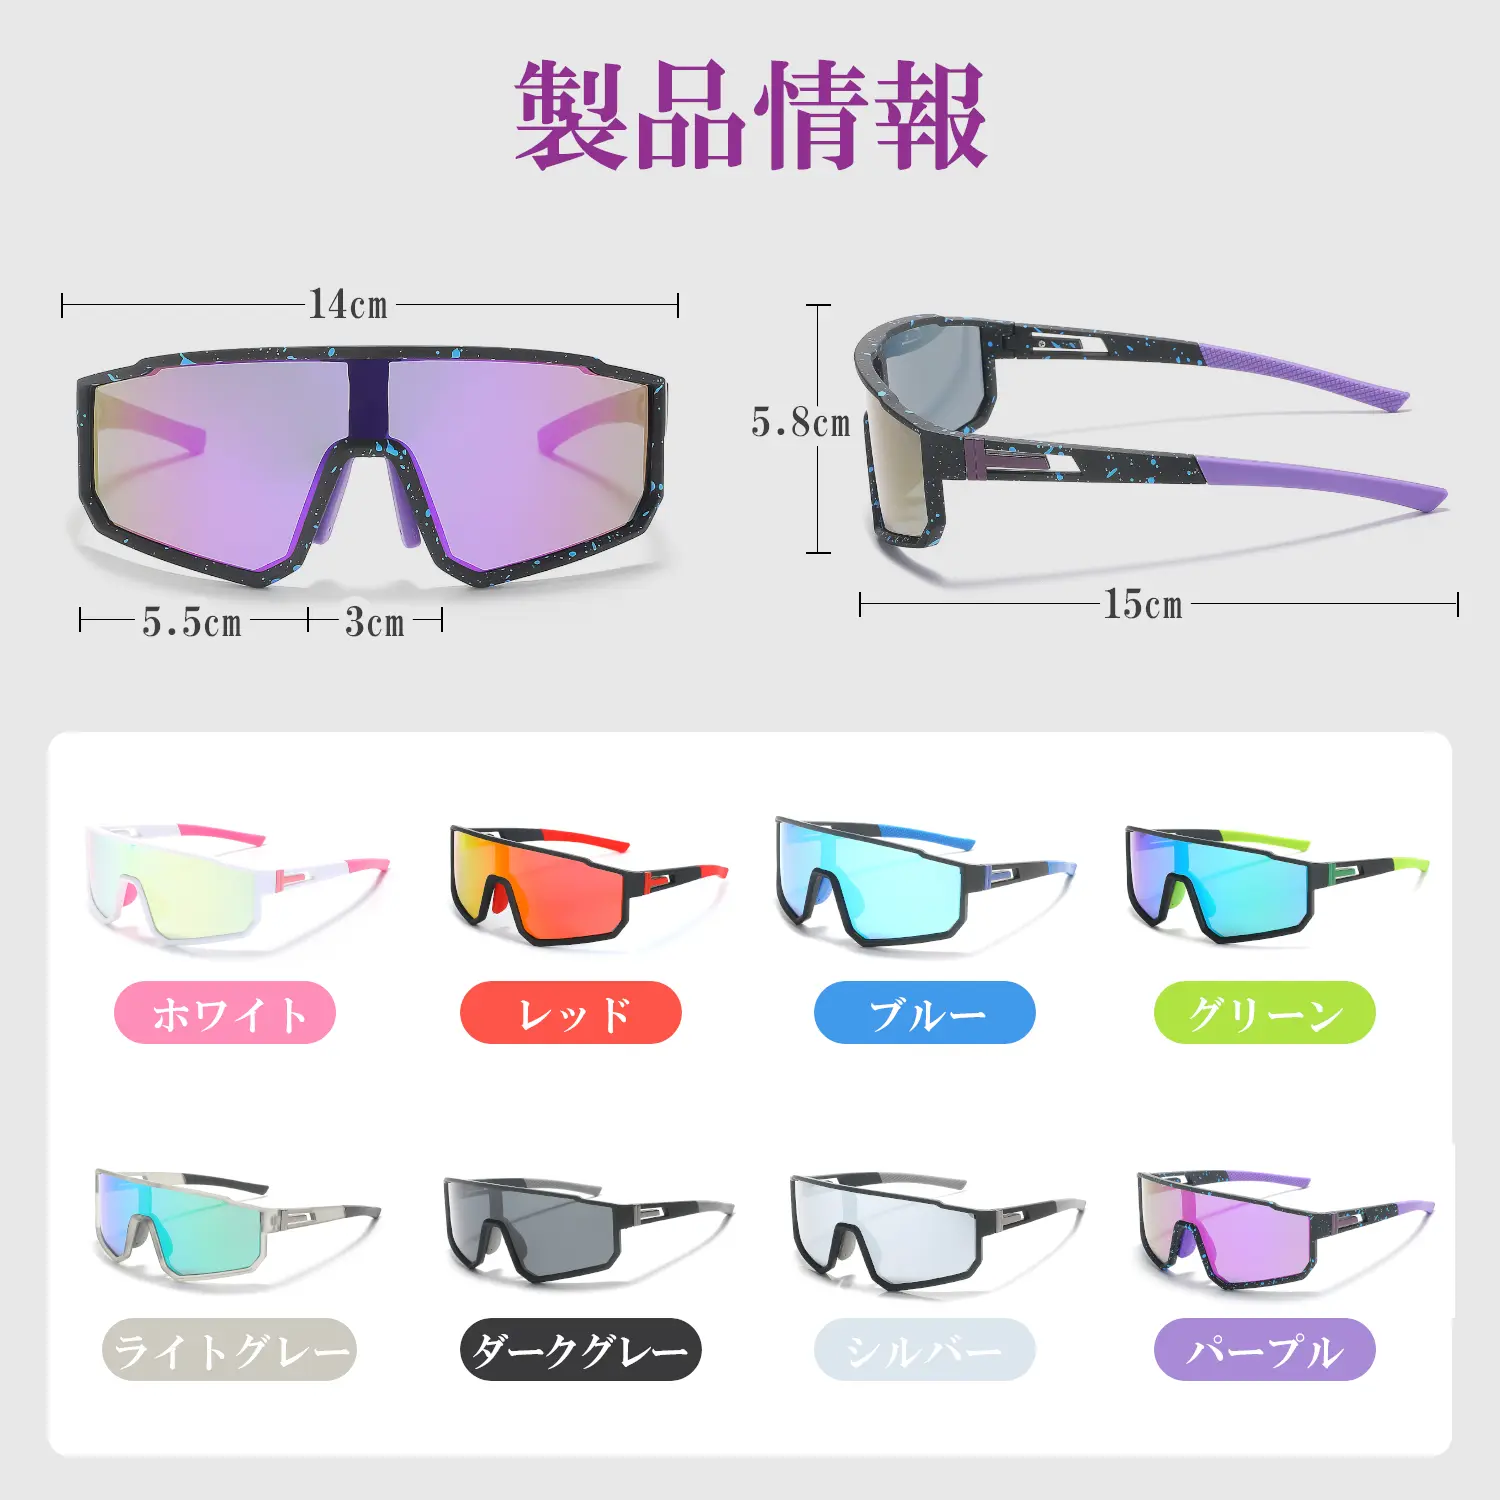 製品情報
14cm
5.8cm
5.5cm
3cm
15cm
ホワイト
レッド
ブルー
グリーン
ライトグレー
ダークグレー
シルバー
パープル